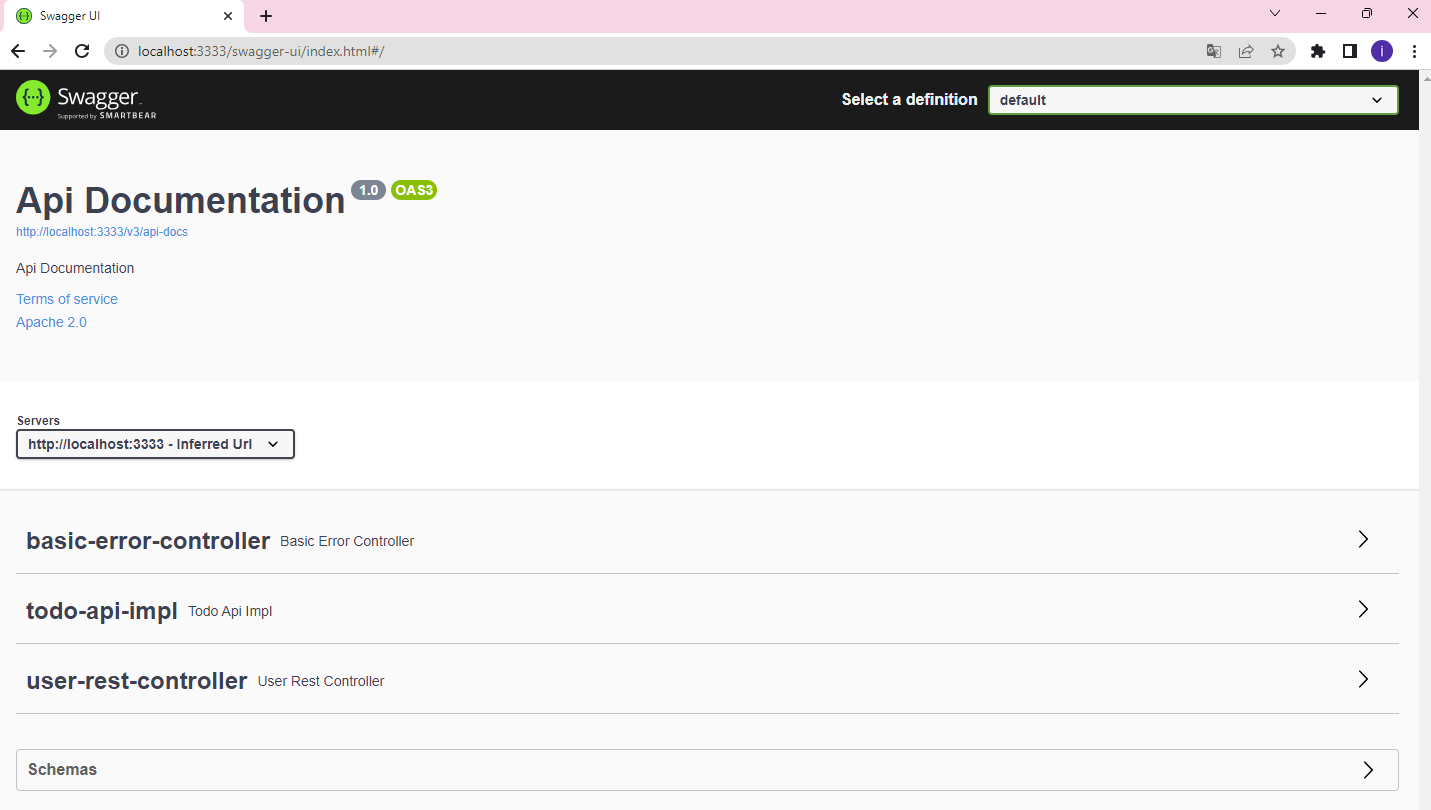 Swagger UI
localhost:3333/swagger-ui/index.html#/
i
{···} Swagger
Supported by SMARTBEAR
Select a definition
default
Api Documentation 1.0 OAS3
http://localhost:3333/v3/api-docs
Api Documentation
Terms of service
Apache 2.0
Servers
http://localhost:3333 - Inferred Url
basic-error-controller Basic Error Controller
todo-api-impl Todo Api Impl
user-rest-controller User Rest Controller
Schemas